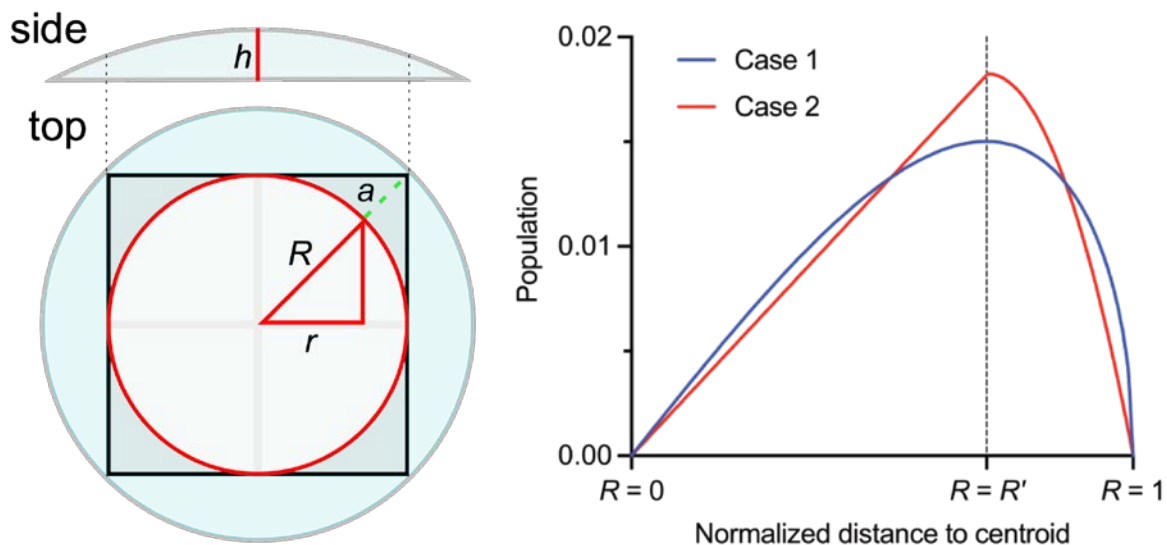 side
h
top
a
R
r
0.02
Case 1
Case 2
0.01
Population
0.00
R = 0
R = R′
R = 1
Normalized distance to centroid